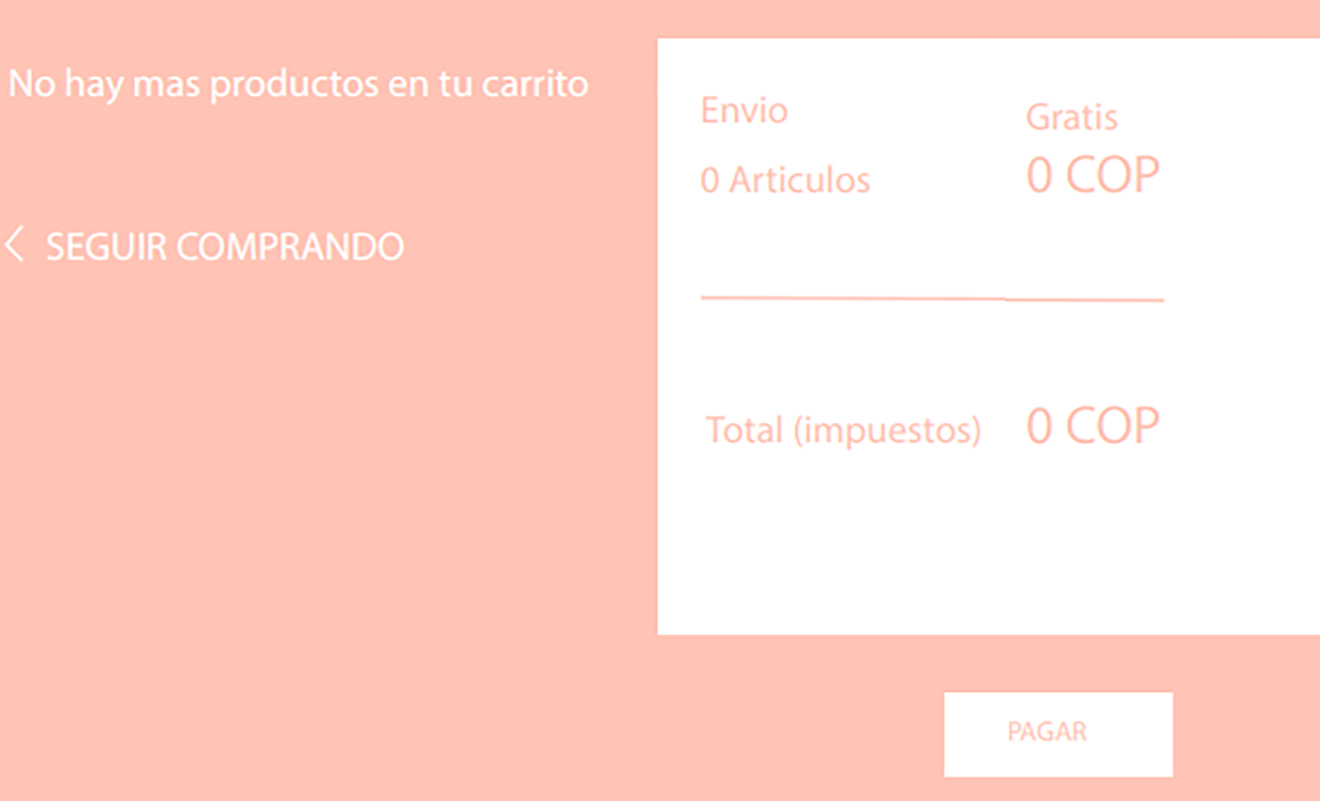 No hay mas productos en tu carrito
< SEGUIR COMPRANDO
Envio Gratis
0 Articulos 0 COP
Total (impuestos) 0 COP
PAGAR